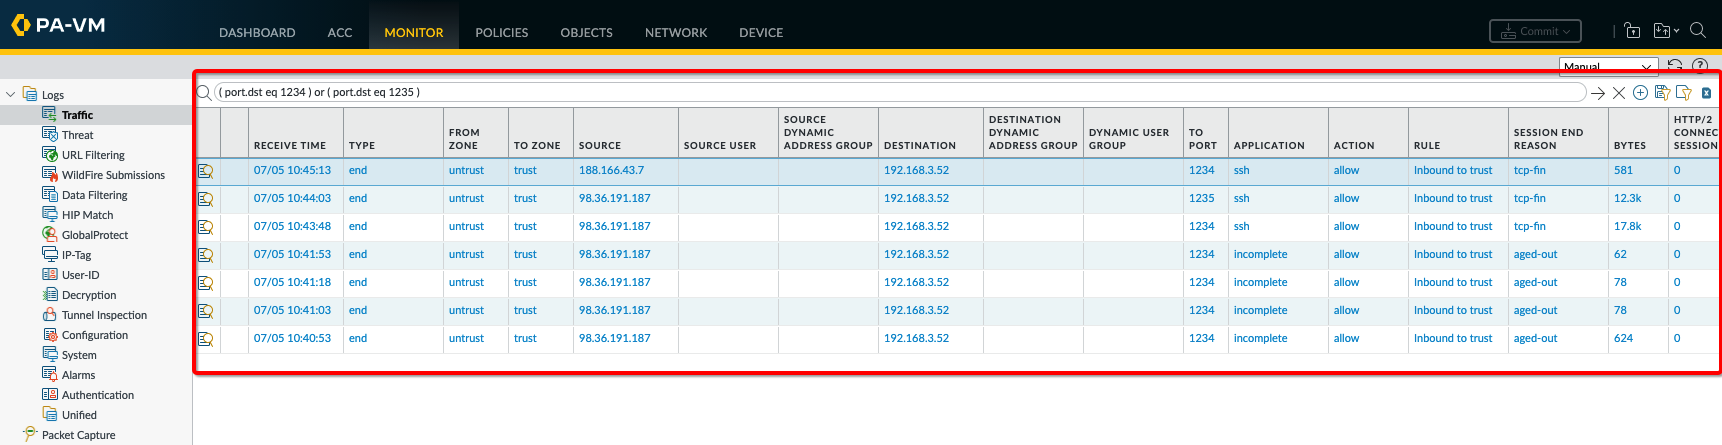 PA-VM
DASHBOARD ACC MONITOR POLICIES OBJECTS NETWORK DEVICE Commit
Manual
Logs
Traffic
Threat
URL Filtering
WildFire Submissions
Data Filtering
HIP Match
GlobalProtect
IP-Tag
User-ID
Decryption
Tunnel Inspection
Configuration
System
Alarms
Authentication
Unified
Packet Capture
( port.dst eq 1234 ) or ( port.dst eq 1235 )
RECEIVE TIME TYPE FROM ZONE TO ZONE SOURCE SOURCE USER SOURCE DYNAMIC ADDRESS GROUP DESTINATION DESTINATION DYNAMIC ADDRESS GROUP DYNAMIC USER GROUP TO PORT APPLICATION ACTION RULE SESSION END REASON BYTES HTTP/2 CONNEC SESSION
07/05 10:45:13 end untrust trust 188.166.43.7 192.168.3.52 1234 ssh allow Inbound to trust tcp-fin 581 0
07/05 10:44:03 end untrust trust 98.36.191.187 192.168.3.52 1235 ssh allow Inbound to trust tcp-fin 12.3k 0
07/05 10:43:48 end untrust trust 98.36.191.187 192.168.3.52 1234 ssh allow Inbound to trust tcp-fin 17.8k 0
07/05 10:41:53 end untrust trust 98.36.191.187 192.168.3.52 1234 incomplete allow Inbound to trust aged-out 62 0
07/05 10:41:18 end untrust trust 98.36.191.187 192.168.3.52 1234 incomplete allow Inbound to trust aged-out 78 0
07/05 10:41:03 end untrust trust 98.36.191.187 192.168.3.52 1234 incomplete allow Inbound to trust aged-out 78 0
07/05 10:40:53 end untrust trust 98.36.191.187 192.168.3.52 1234 incomplete allow Inbound to trust aged-out 624 0